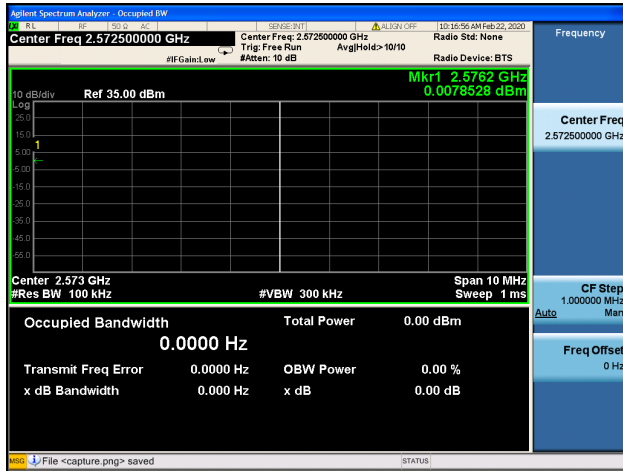 Agilent Spectrum Analyzer - Occupied BW
RL RF 50 Ω AC SENSE:INT ALIGN OFF 10:16:56 AM Feb 22, 2020
Center Freq 2.572500000 GHz
Center Freq: 2.572500000 GHz
Radio Std: None
Trig: Free Run Avg|Hold:>10/10
#IFGain:Low #Atten: 10 dB Radio Device: BTS
Mkr1 2.5762 GHz
0.0078528 dBm
10 dB/div Ref 35.00 dBm
Log
25.0
15.0
1
5.00
-5.00
-15.0
-25.0
-35.0
-45.0
-55.0
Center 2.573 GHz Span 10 MHz
#Res BW 100 kHz #VBW 300 kHz Sweep 1 ms
Occupied Bandwidth Total Power 0.00 dBm
0.0000 Hz
Transmit Freq Error 0.0000 Hz OBW Power 0.00 %
x dB Bandwidth 0.000 Hz x dB 0.00 dB
MSG File <capture.png> saved STATUS
Frequency
Center Freq
2.572500000 GHz
CF Step
1.000000 MHz
Auto Man
Freq Offset
0 Hz